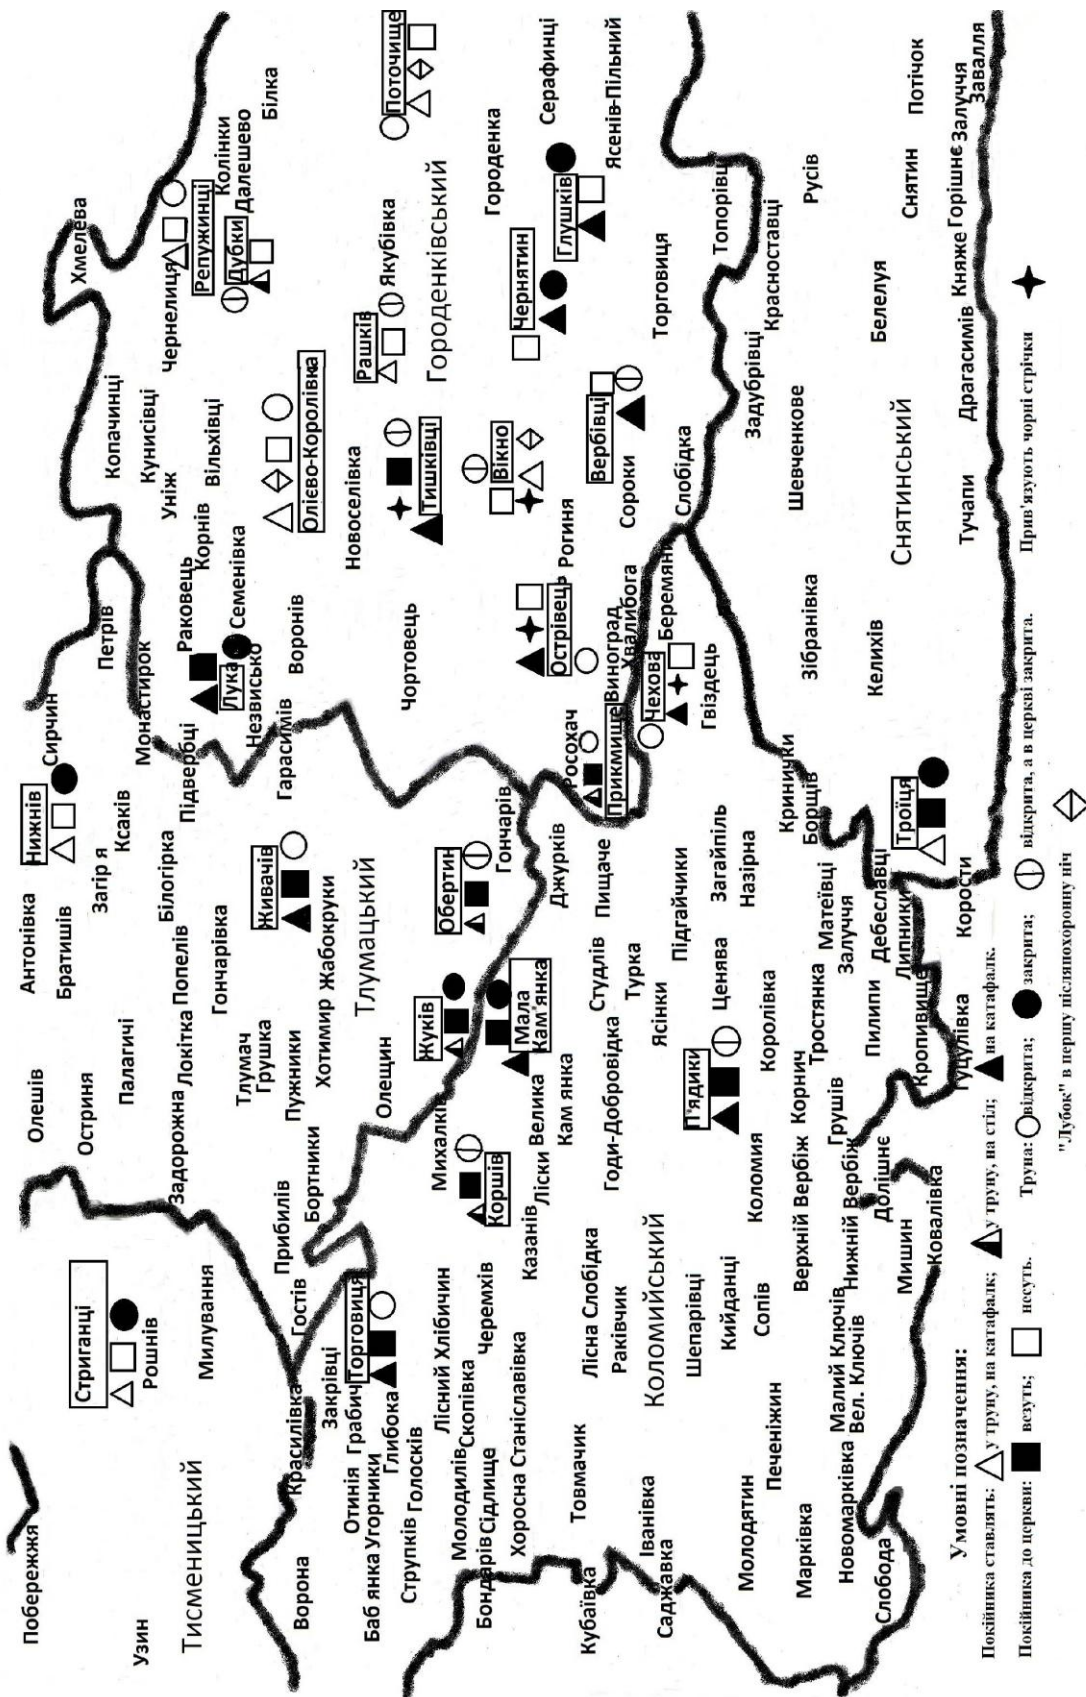 Побережжя
Узин
Тисменицький
Стриганці
Рошнів
Милування
Ворона
Красилівка
Гостів
Прибилів
Закрівці
Бортники
Отинія
Грабич
Торговиця
Баб янка
Угорники
Глибока
Струпків
Голосків
Олешів
Остриня
Палагичі
Задорожна
Локітка
Попелів
Антонівка
Братишів
Загір я
Нижнів
Сирчин
Ксаків
Білогірка
Гончарівка
Тлумач
Грушка
Пужники
Хотимир
Жабокруки
Живачів
Тлумацький
Олещин
Підвербці
Гарасимів
Монастирок
Петрів
Раковець
Корнів
Лука
Семенівка
Незвисько
Воронів
Хмелева
Копачинці
Кунисівці
Уніж
Вільхівці
Чернелиця
Репужинці
Колінки
Дубки
Далешево
Білка
Олієво-Королівка
Новоселівка
Чортовець
Рашків
Якубівка
Поточище
Городенківський
Тишківці
Городенка
Серафинці
Вікно
Чернятин
Глушків
Ясенів-Пільний
Острівець
Рогиня
Вербівці
Торговиця
Сороки
Слобідка
Топорівці
Жуків
Обертин
Гончарів
Михалків
Мала
Кам'янка
Коршів
Ліски
Велика
Кам янка
Джурків
Росохач
Прикмище
Виноград
Хвалибога
Чехова
Беремяни
Гвіздець
Лісний Хлібичин
Молодилів
Скопівка
Черемхів
Бондарів
Сідлище
Хоросна
Станіславівка
Казанів
Товмачик
Лісна Слобідка
Раківчик
Годи-Добровідка
Студлів
Турка
Пищаче
Ясінки
Підгайчики
Коломийський
Кубаївка
Іванівка
Саджавка
Шепарівці
Кийданці
Сопів
Коломия
П'ядики
Ценява
Загайпіль
Назірна
Королівка
Молодятин
Печеніжин
Марківка
Малий Ключів
Вел. Ключів
Новомарківка
Слобода
Верхній Вербіж
Нижній Вербіж
Корнич
Тростянка
Грушів
Долішнє
Мишин
Ковалівка
Матеївці
Залуччя
Пилипи
Дебеславці
Липники
Кропивище
Гуцулівка
Корости
Кринички
Борщів
Троїця
Зібранівка
Келихів
Шевченкове
Задубрівці
Красноставці
Русів
Белелуя
Снятинський
Снятин
Потічок
Тучапи
Драгасимів
Княже
Горішнє
Залуччя
Завалля
Умовні позначення:
Покійника ставлять: у труну, на катафалк; у труну, на стіл; на катафалк.
Покійника до церкви: везуть; несуть. Труна: відкрита; закрита; відкрита, а в церкві закрита. Прив'язують чорні стрічки
"Лубок" в першу післяпохоронну ніч